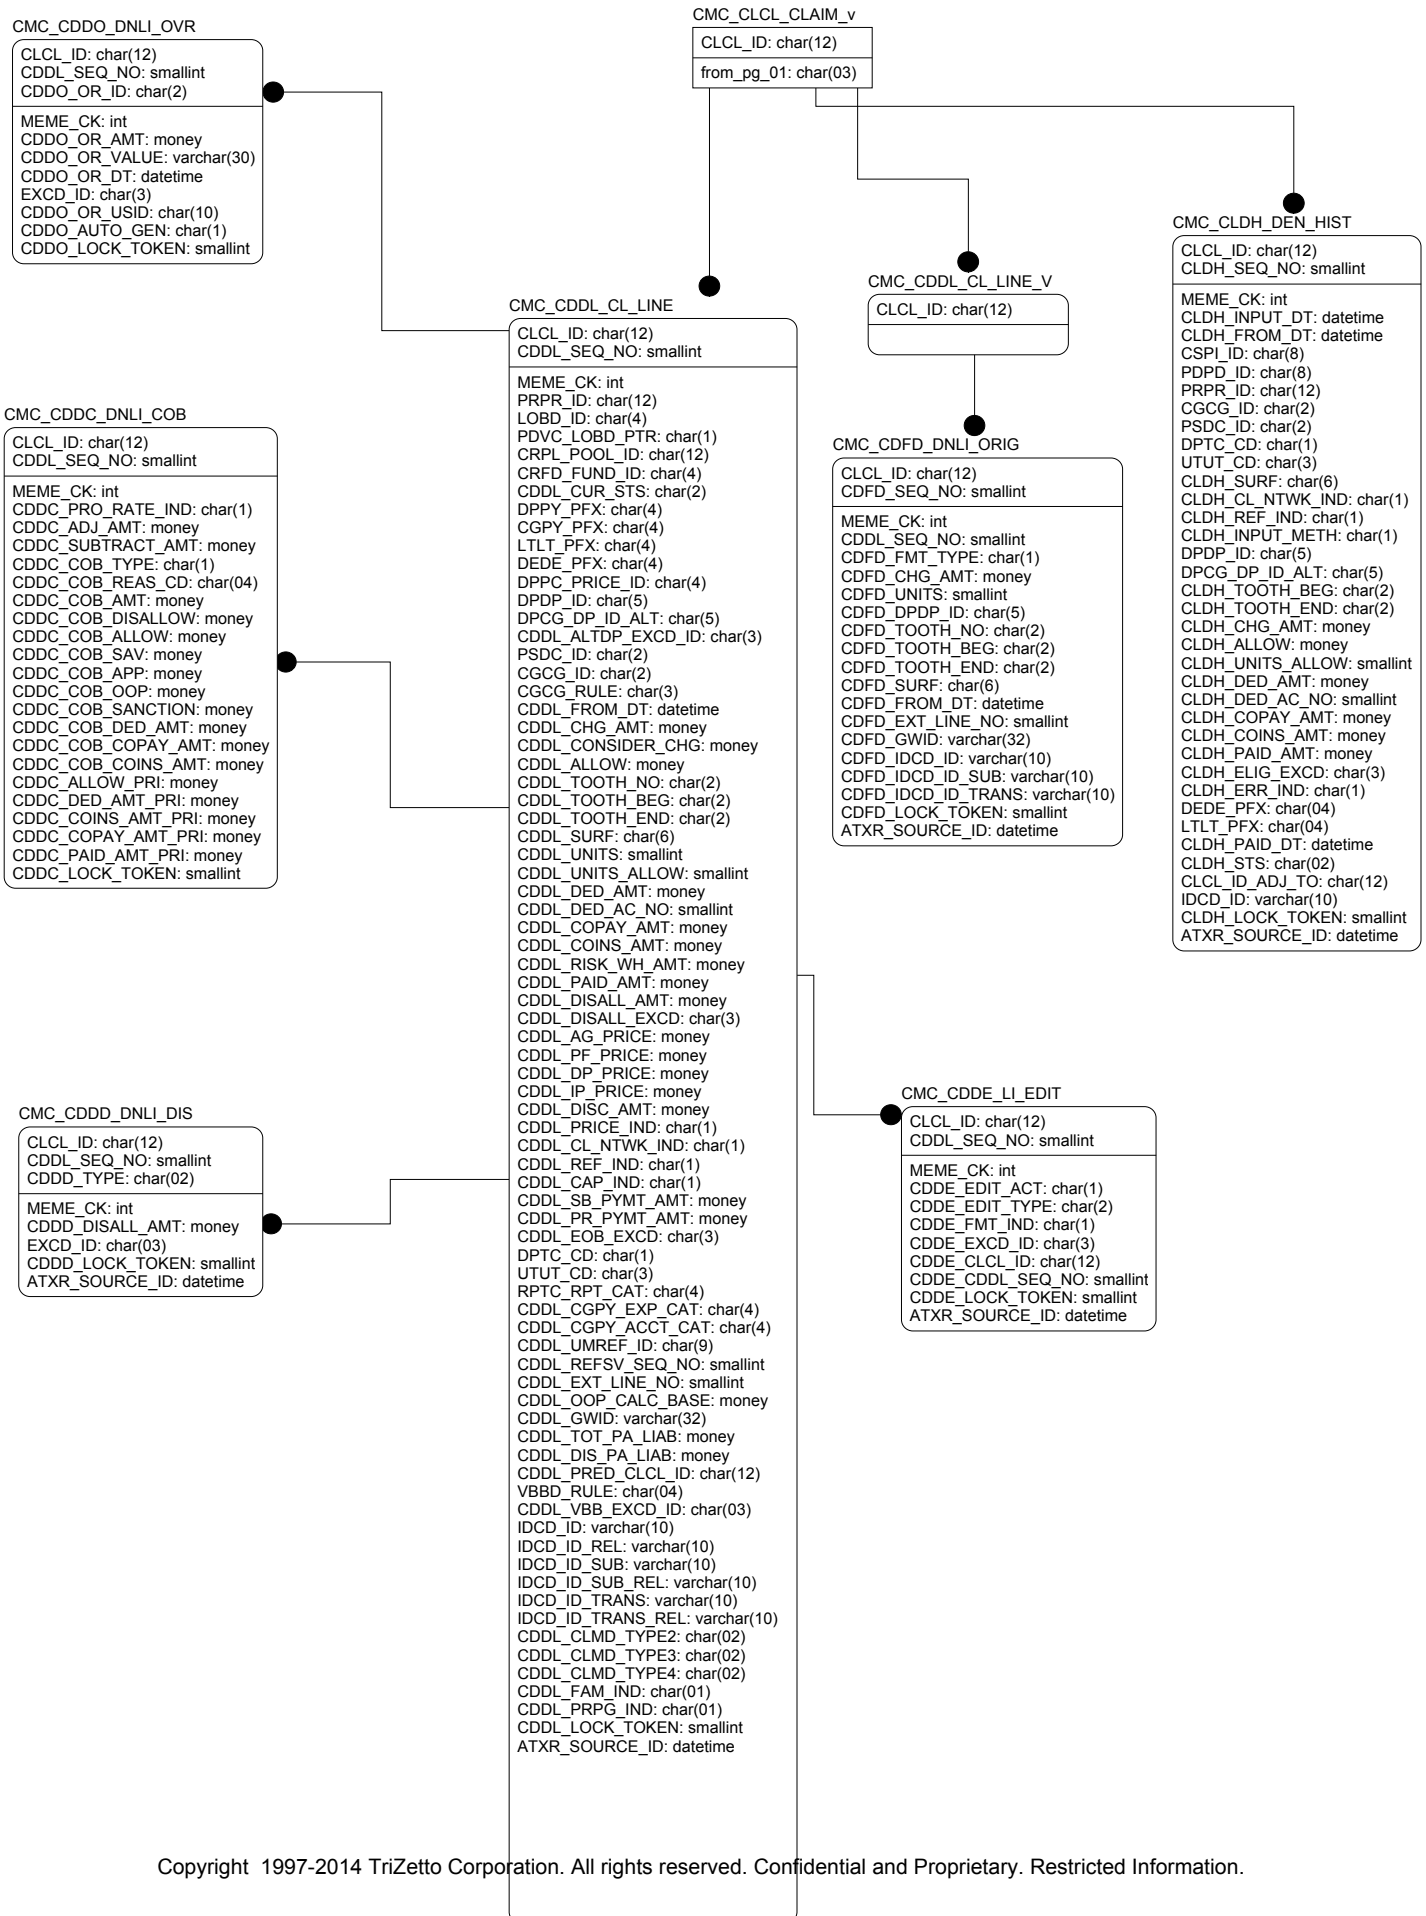 CMC_CDDO_DNLI_OVR
CLCL_ID: char(12)
CDDL_SEQ_NO: smallint
CDDO_OR_ID: char(2)
MEME_CK: int
CDDO_OR_AMT: money
CDDO_OR_VALUE: varchar(30)
CDDO_OR_DT: datetime
EXCD_ID: char(3)
CDDO_OR_USID: char(10)
CDDO_AUTO_GEN: char(1)
CDDO_LOCK_TOKEN: smallint
CMC_CLCL_CLAIM_v
CLCL_ID: char(12)
from_pg_01: char(03)
CMC_CLDH_DEN_HIST
CLCL_ID: char(12)
CLDH_SEQ_NO: smallint
MEME_CK: int
CLDH_INPUT_DT: datetime
CLDH_FROM_DT: datetime
CSPI_ID: char(8)
PDPD_ID: char(8)
PRPR_ID: char(12)
CGCG_ID: char(2)
PSDC_ID: char(2)
DPTC_CD: char(1)
UTUT_CD: char(3)
CLDH_SURF: char(6)
CLDH_CL_NTWK_IND: char(1)
CLDH_REF_IND: char(1)
CLDH_INPUT_METH: char(1)
DPDP_ID: char(5)
DPCG_DP_ID_ALT: char(5)
CLDH_TOOTH_BEG: char(2)
CLDH_TOOTH_END: char(2)
CLDH_CHG_AMT: money
CLDH_ALLOW: money
CLDH_UNITS_ALLOW: smallint
CLDH_DED_AMT: money
CLDH_DED_AC_NO: smallint
CLDH_COPAY_AMT: money
CLDH_COINS_AMT: money
CLDH_PAID_AMT: money
CLDH_ELIG_EXCD: char(3)
CLDH_ERR_IND: char(1)
DEDE_PFX: char(04)
LTLT_PFX: char(04)
CLDH_PAID_DT: datetime
CLDH_STS: char(02)
CLCL_ID_ADJ_TO: char(12)
IDCD_ID: varchar(10)
CLDH_LOCK_TOKEN: smallint
ATXR_SOURCE_ID: datetime
CMC_CDDL_CL_LINE_V
CLCL_ID: char(12)
CMC_CDDL_CL_LINE
CLCL_ID: char(12)
CDDL_SEQ_NO: smallint
MEME_CK: int
PRPR_ID: char(12)
LOBD_ID: char(4)
PDVC_LOBD_PTR: char(1)
CRPL_POOL_ID: char(12)
CRFD_FUND_ID: char(4)
CDDL_CUR_STS: char(2)
DPPY_PFX: char(4)
CGPY_PFX: char(4)
LTLT_PFX: char(4)
DEDE_PFX: char(4)
DPPC_PRICE_ID: char(4)
DPDP_ID: char(5)
DPCG_DP_ID_ALT: char(5)
CDDL_ALTDP_EXCD_ID: char(3)
PSDC_ID: char(2)
CGCG_ID: char(2)
CGCG_RULE: char(3)
CDDL_FROM_DT: datetime
CDDL_CHG_AMT: money
CDDL_CONSIDER_CHG: money
CDDL_ALLOW: money
CDDL_TOOTH_NO: char(2)
CDDL_TOOTH_BEG: char(2)
CDDL_TOOTH_END: char(2)
CDDL_SURF: char(6)
CDDL_UNITS: smallint
CDDL_UNITS_ALLOW: smallint
CDDL_DED_AMT: money
CDDL_DED_AC_NO: smallint
CDDL_COPAY_AMT: money
CDDL_COINS_AMT: money
CDDL_RISK_WH_AMT: money
CDDL_PAID_AMT: money
CDDL_DISALL_AMT: money
CDDL_DISALL_EXCD: char(3)
CDDL_AG_PRICE: money
CDDL_PF_PRICE: money
CDDL_DP_PRICE: money
CDDL_IP_PRICE: money
CDDL_DISC_AMT: money
CDDL_PRICE_IND: char(1)
CDDL_CL_NTWK_IND: char(1)
CDDL_REF_IND: char(1)
CDDL_CAP_IND: char(1)
CDDL_SB_PYMT_AMT: money
CDDL_PR_PYMT_AMT: money
CDDL_EOB_EXCD: char(3)
DPTC_CD: char(1)
UTUT_CD: char(3)
RPTC_RPT_CAT: char(4)
CDDL_CGPY_EXP_CAT: char(4)
CDDL_CGPY_ACCT_CAT: char(4)
CDDL_UMREF_ID: char(9)
CDDL_REFSV_SEQ_NO: smallint
CDDL_EXT_LINE_NO: smallint
CDDL_OOP_CALC_BASE: money
CDDL_GWID: varchar(32)
CDDL_TOT_PA_LIAB: money
CDDL_DIS_PA_LIAB: money
CDDL_PRED_CLCL_ID: char(12)
VBBD_RULE: char(04)
CDDL_VBB_EXCD_ID: char(03)
IDCD_ID: varchar(10)
IDCD_ID_REL: varchar(10)
IDCD_ID_SUB: varchar(10)
IDCD_ID_SUB_REL: varchar(10)
IDCD_ID_TRANS: varchar(10)
IDCD_ID_TRANS_REL: varchar(10)
CDDL_CLMD_TYPE2: char(02)
CDDL_CLMD_TYPE3: char(02)
CDDL_CLMD_TYPE4: char(02)
CDDL_FAM_IND: char(01)
CDDL_PRPG_IND: char(01)
CDDL_LOCK_TOKEN: smallint
ATXR_SOURCE_ID: datetime
CMC_CDDC_DNLI_COB
CLCL_ID: char(12)
CDDL_SEQ_NO: smallint
MEME_CK: int
CDDC_PRO_RATE_IND: char(1)
CDDC_ADJ_AMT: money
CDDC_SUBTRACT_AMT: money
CDDC_COB_TYPE: char(1)
CDDC_COB_REAS_CD: char(04)
CDDC_COB_AMT: money
CDDC_COB_DISALLOW: money
CDDC_COB_ALLOW: money
CDDC_COB_SAV: money
CDDC_COB_APP: money
CDDC_COB_OOP: money
CDDC_COB_SANCTION: money
CDDC_COB_DED_AMT: money
CDDC_COB_COPAY_AMT: money
CDDC_COB_COINS_AMT: money
CDDC_ALLOW_PRI: money
CDDC_DED_AMT_PRI: money
CDDC_COINS_AMT_PRI: money
CDDC_COPAY_AMT_PRI: money
CDDC_PAID_AMT_PRI: money
CDDC_LOCK_TOKEN: smallint
CMC_CDFD_DNLI_ORIG
CLCL_ID: char(12)
CDFD_SEQ_NO: smallint
MEME_CK: int
CDDL_SEQ_NO: smallint
CDFD_FMT_TYPE: char(1)
CDFD_CHG_AMT: money
CDFD_UNITS: smallint
CDFD_DPDP_ID: char(5)
CDFD_TOOTH_NO: char(2)
CDFD_TOOTH_BEG: char(2)
CDFD_TOOTH_END: char(2)
CDFD_SURF: char(6)
CDFD_FROM_DT: datetime
CDFD_EXT_LINE_NO: smallint
CDFD_GWID: varchar(32)
CDFD_IDCD_ID: varchar(10)
CDFD_IDCD_ID_SUB: varchar(10)
CDFD_IDCD_ID_TRANS: varchar(10)
CDFD_LOCK_TOKEN: smallint
ATXR_SOURCE_ID: datetime
CMC_CDDD_DNLI_DIS
CLCL_ID: char(12)
CDDL_SEQ_NO: smallint
CDDD_TYPE: char(02)
MEME_CK: int
CDDD_DISALL_AMT: money
EXCD_ID: char(03)
CDDD_LOCK_TOKEN: smallint
ATXR_SOURCE_ID: datetime
CMC_CDDE_LI_EDIT
CLCL_ID: char(12)
CDDL_SEQ_NO: smallint
MEME_CK: int
CDDE_EDIT_ACT: char(1)
CDDE_EDIT_TYPE: char(2)
CDDE_FMT_IND: char(1)
CDDE_EXCD_ID: char(3)
CDDE_CLCL_ID: char(12)
CDDE_CDDL_SEQ_NO: smallint
CDDE_LOCK_TOKEN: smallint
ATXR_SOURCE_ID: datetime
Copyright 1997-2014 TriZetto Corporation. All rights reserved. Confidential and Proprietary. Restricted Information.